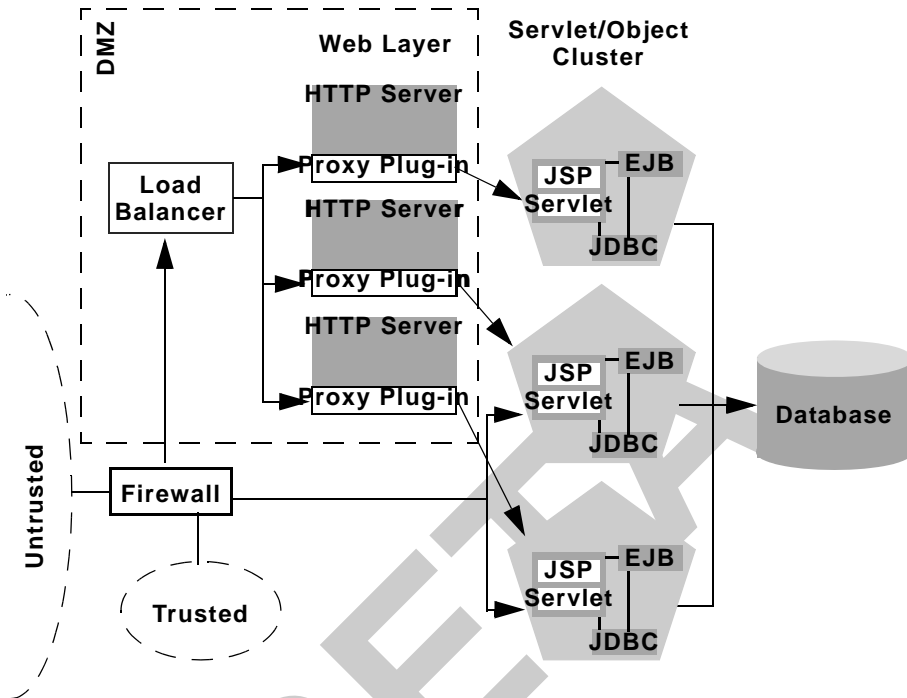 DMZ
Web Layer
Servlet/Object
Cluster
HTTP Server
Proxy Plug-in
HTTP Server
Proxy Plug-in
HTTP Server
Proxy Plug-in
Load
Balancer
JSP
Servlet
EJB
JDBC
JSP
Servlet
EJB
JDBC
JSP
Servlet
EJB
JDBC
Database
Untrusted
Firewall
Trusted
BETA